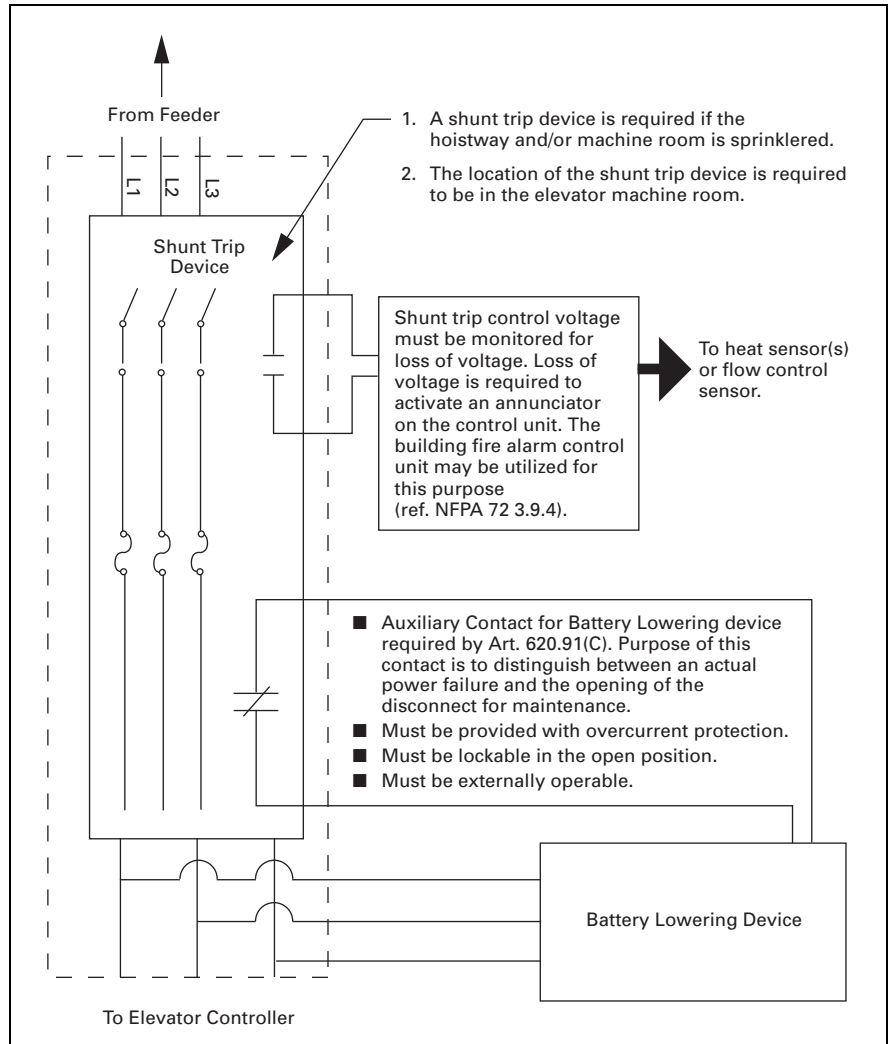 From Feeder
L1
L2
L3
1. A shunt trip device is required if the
hoistway and/or machine room is sprinklered.
2. The location of the shunt trip device is required
to be in the elevator machine room.
Shunt Trip
Device
Shunt trip control voltage
must be monitored for
loss of voltage. Loss of
voltage is required to
activate an annunciator
on the control unit. The
building fire alarm control
unit may be utilized for
this purpose
(ref. NFPA 72 3.9.4).
To heat sensor(s)
or flow control
sensor.
■ Auxiliary Contact for Battery Lowering device
required by Art. 620.91(C). Purpose of this
contact is to distinguish between an actual
power failure and the opening of the
disconnect for maintenance.
■ Must be provided with overcurrent protection.
■ Must be lockable in the open position.
■ Must be externally operable.
Battery Lowering Device
To Elevator Controller